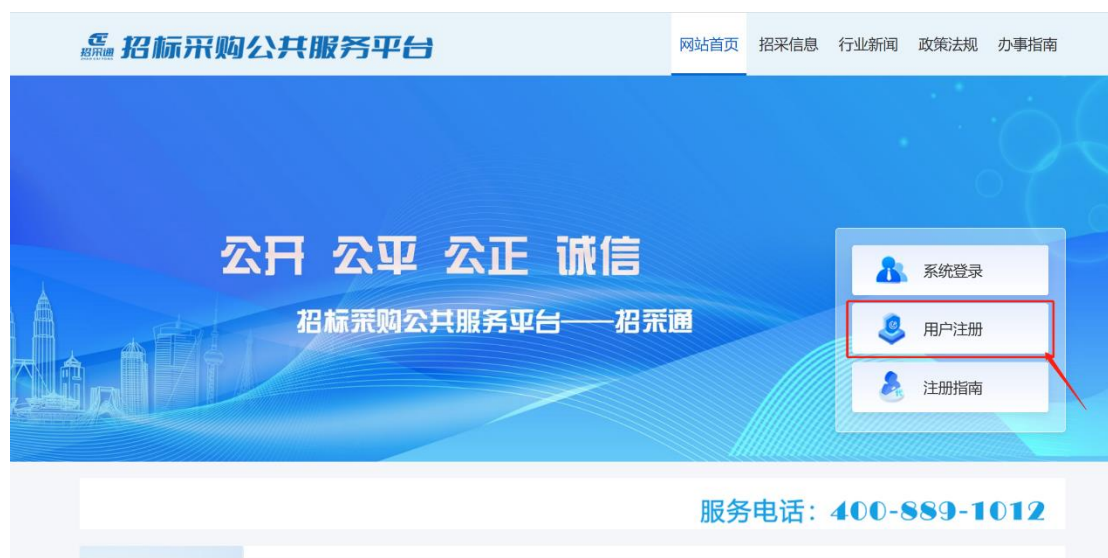 招采通
招标采购公共服务平台
网站首页 招采信息 行业新闻 政策法规 办事指南
公开 公平 公正 诚信
招标采购公共服务平台——招采通
系统登录
用户注册
注册指南
服务电话：400-889-1012